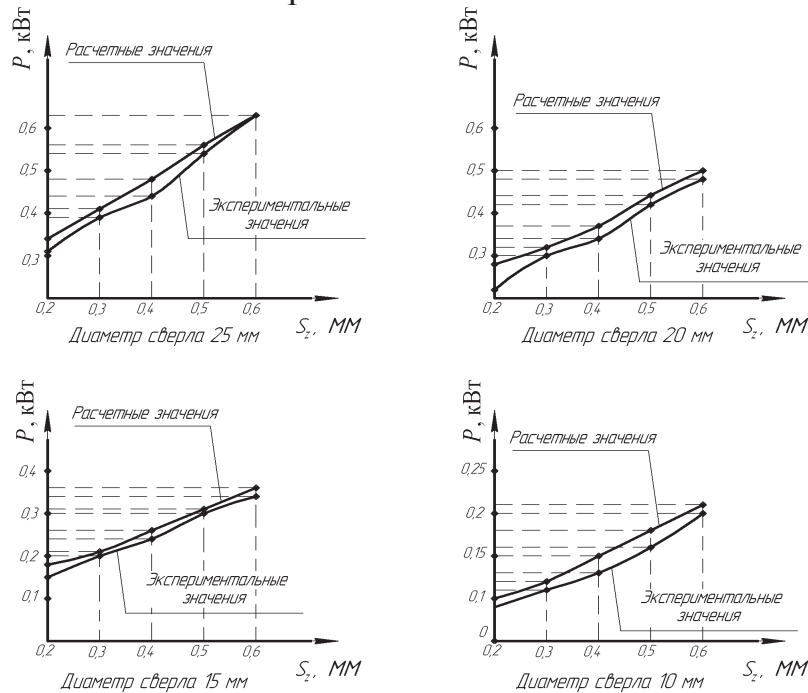 P, кВт
Расчетные значения
0,6
0,5
0,4
0,3
Экспериментальные
значения
0,2
0,3
0,4
0,5
0,6
Диаметр сверла 25 мм
Sz, ММ
P, кВт
Расчетные значения
0,6
0,5
0,4
0,3
Экспериментальные
значения
0,2
0,3
0,4
0,5
0,6
Диаметр сверла 20 мм
Sz, ММ
P, кВт
Расчетные значения
0,4
0,3
0,2
0,1
Экспериментальные
значения
0,2
0,3
0,4
0,5
0,6
Диаметр сверла 15 мм
Sz, ММ
P, кВт
Расчетные значения
0,25
0,2
0,15
0,1
0
Экспериментальные
значения
0,2
0,3
0,4
0,5
0,6
Диаметр сверла 10 мм
Sz, ММ